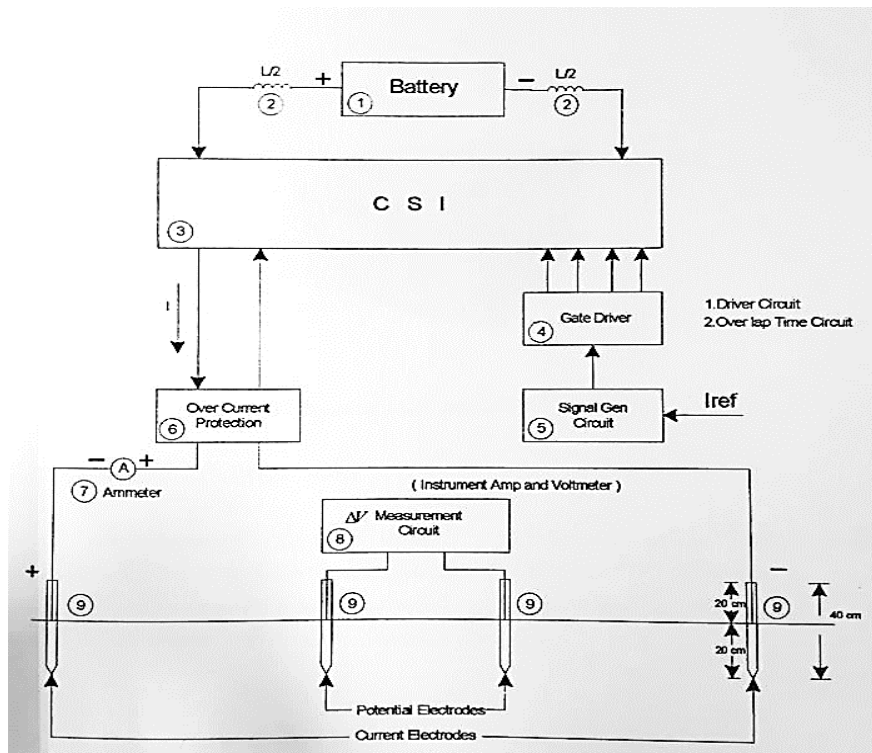 L/2
+
Battery
−
L/2
2
1
2
C S I
3
I
4
Gate Driver
1.Driver Circuit
2.Over lap Time Circuit
Over Current
Protection
6
Signal Gen
Circuit
5
Iref
−
A
+
7
Ammeter
( Instrument Amp and Voltmeter )
ΔV Measurement
Circuit
8
+
−
9
9
9
20 cm
9
40 cm
20 cm
Potential Electrodes
Current Electrodes